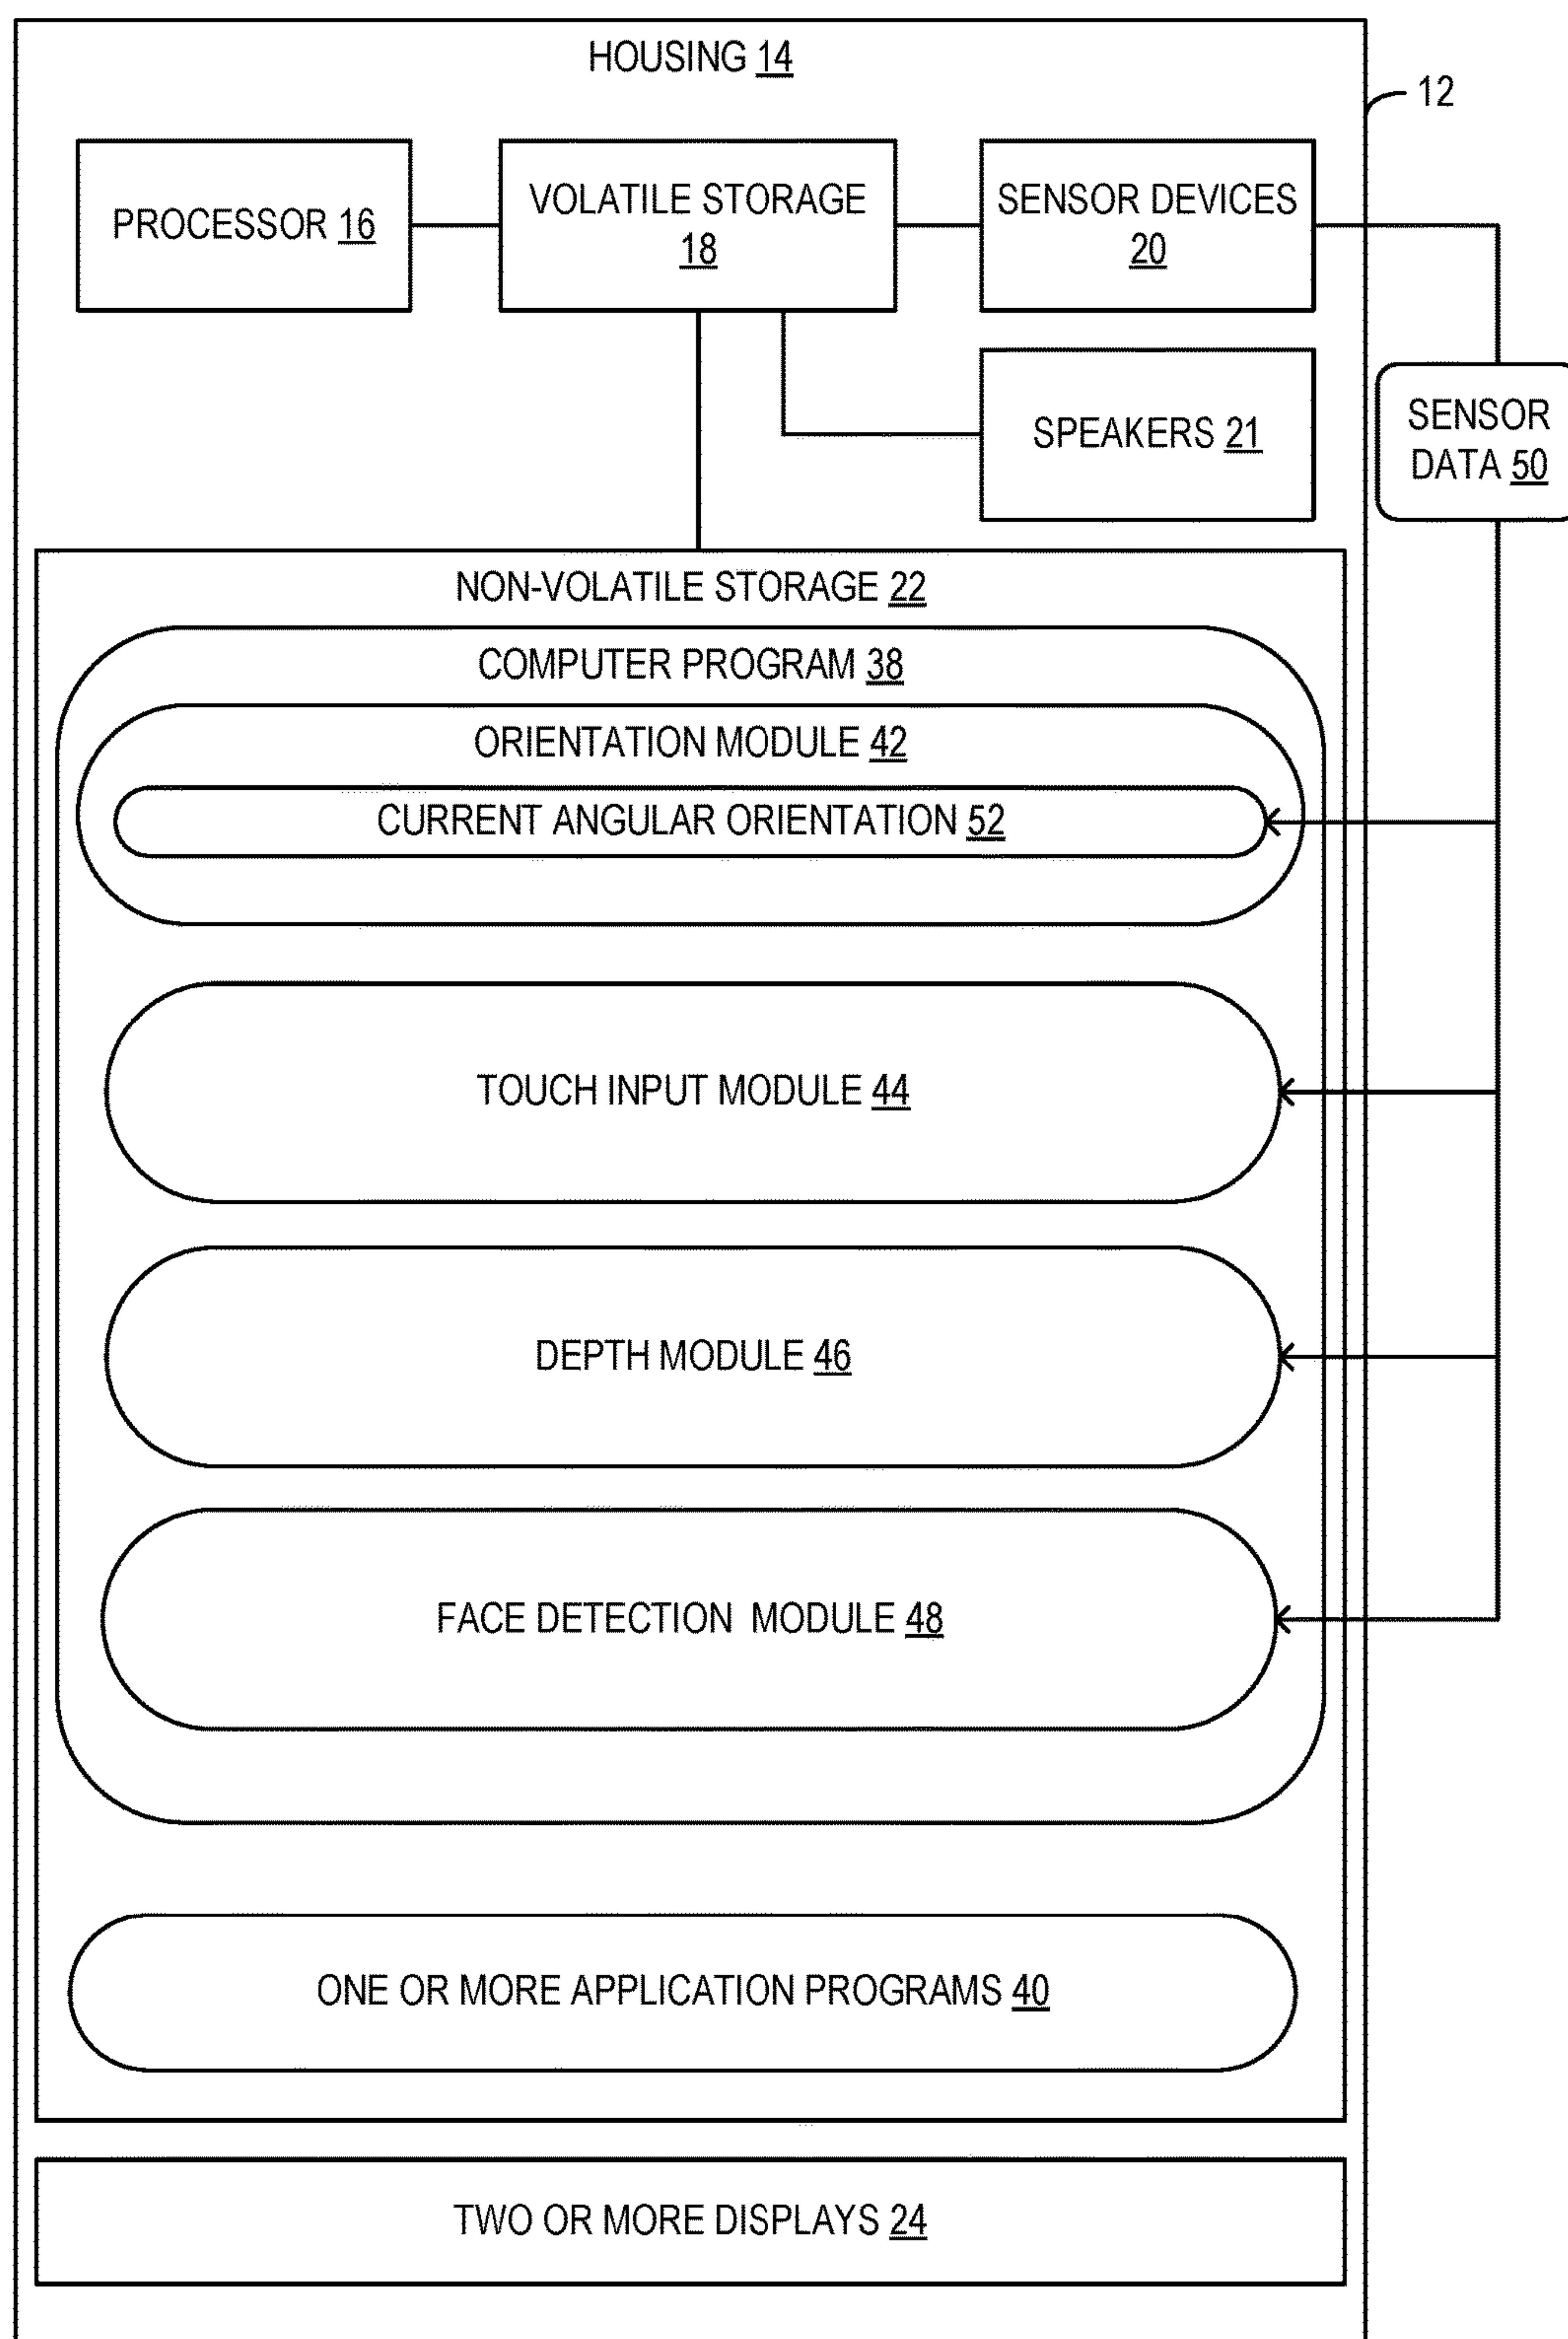 HOUSING 14
12
PROCESSOR 16
VOLATILE STORAGE
18
SENSOR DEVICES
20
SPEAKERS 21
SENSOR
DATA 50
NON-VOLATILE STORAGE 22
COMPUTER PROGRAM 38
ORIENTATION MODULE 42
CURRENT ANGULAR ORIENTATION 52
TOUCH INPUT MODULE 44
DEPTH MODULE 46
FACE DETECTION MODULE 48
ONE OR MORE APPLICATION PROGRAMS 40
TWO OR MORE DISPLAYS 24